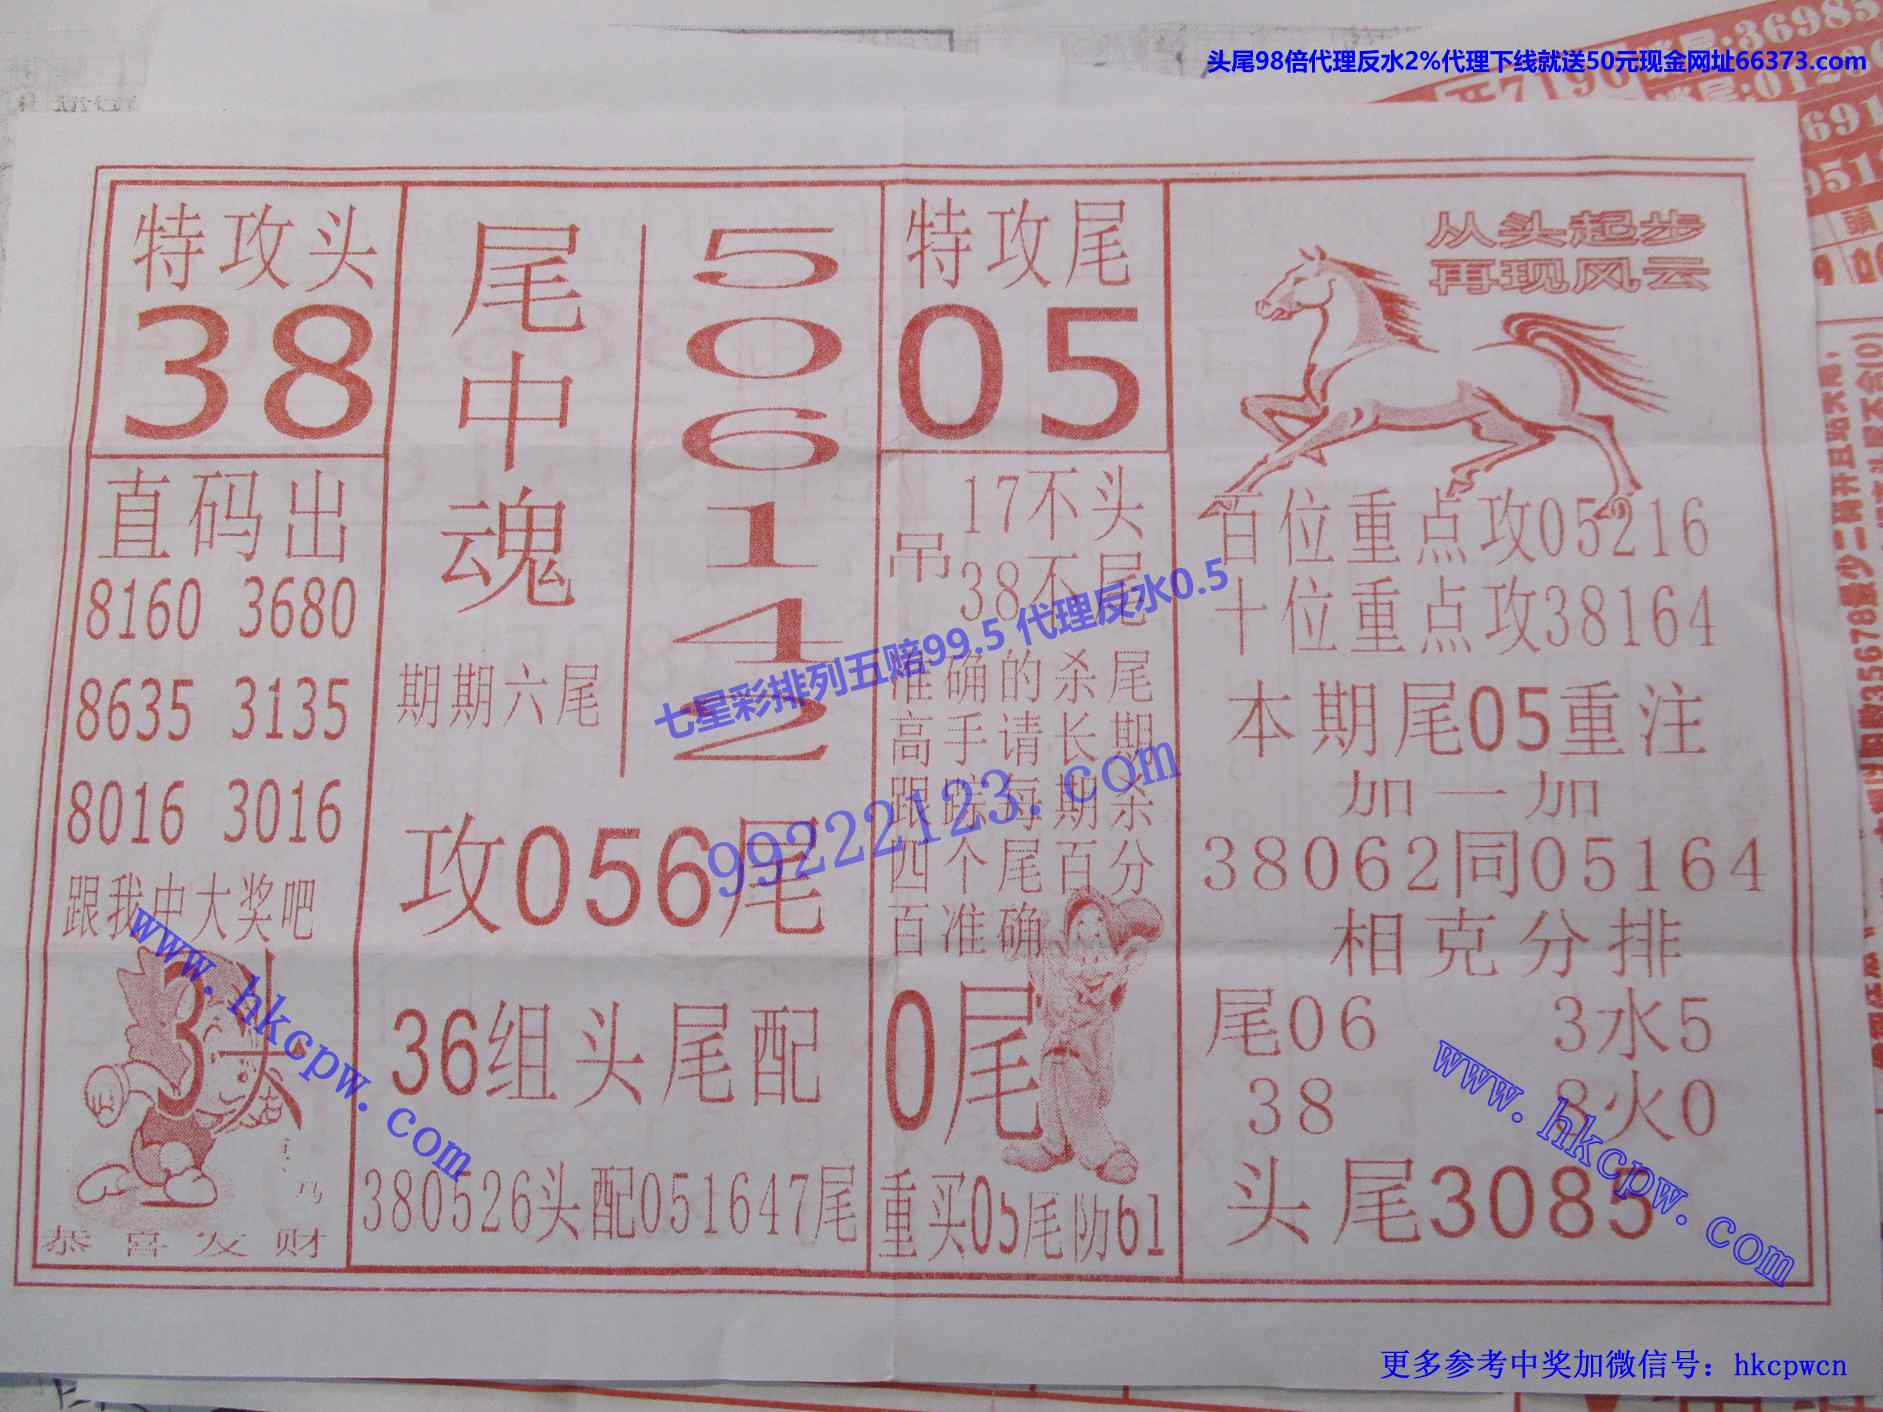 头尾98倍代理反水2%代理下线就送50元现金网址66373.com
特攻头
38
直码出
8160 3680
8635 3135
8016 3016
跟我中大奖吧
3头
恭喜发财
尾中魂
506142
期期六尾
攻056尾
36组头尾配
380526头配051647尾
特攻尾
05
吊
17不头
38不尾
准确的杀尾
高手请长期
跟踪每期杀
四个尾百分
百准确
0尾
重买05尾防61
从头起步
再现风云
百位重点攻05216
十位重点攻38164
本期尾05重注
加一加
38062同05164
相克分排
尾06 3水5
38 8火0
头尾3085
七星彩排列五赔99.5 代理反水0.5
99222123.com
www.hkcpw.com
www.hkcpw.com
更多参考中奖加微信号：hkcpwcn